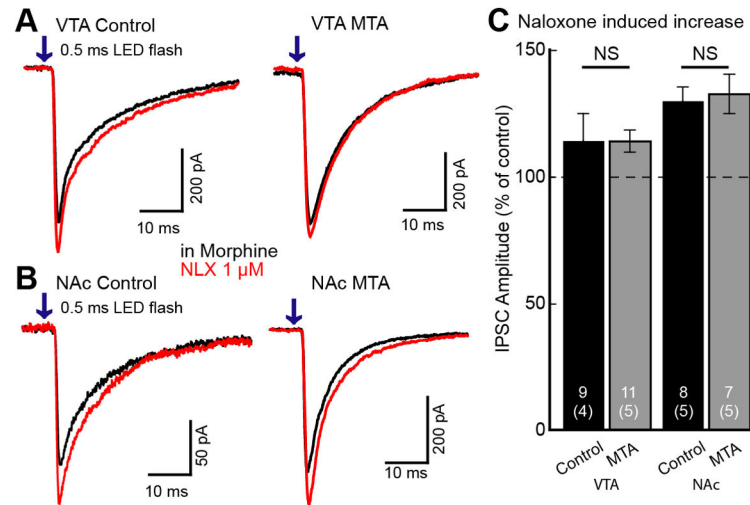 A
VTA Control
0.5 ms LED flash
200 pA
10 ms
VTA MTA
200 pA
10 ms
in Morphine
NLX 1 µM
B
NAc Control
0.5 ms LED flash
50 pA
10 ms
NAc MTA
200 pA
10 ms
C Naloxone induced increase
IPSC Amplitude (% of control)
150
100
50
0
NS
NS
9
(4)
11
(5)
8
(5)
7
(5)
Control
MTA
Control
MTA
VTA
NAc